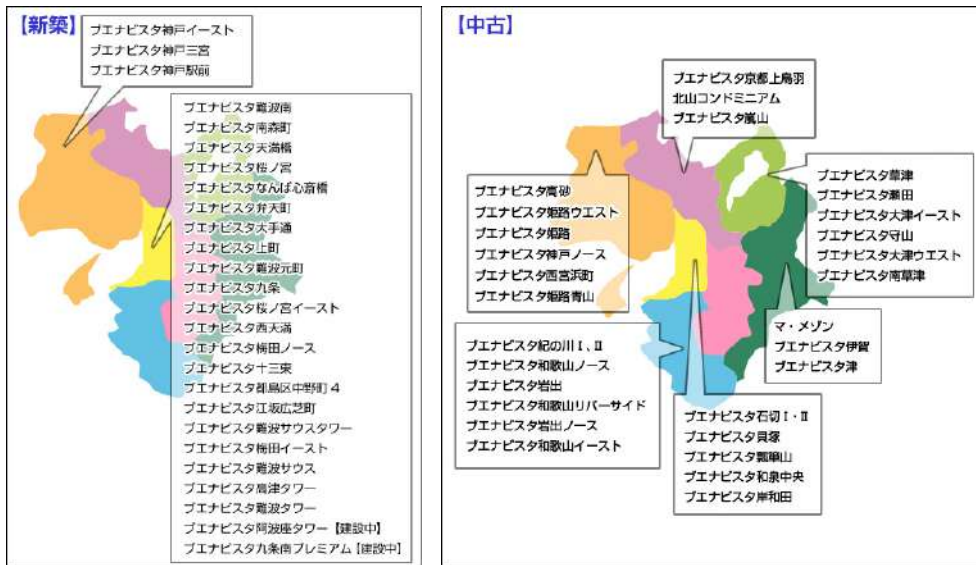 【新築】
ブエナビスタ神戸イースト
ブエナビスタ神戸三宮
ブエナビスタ神戸駅前
ブエナビスタ難波南
ブエナビスタ南森町
ブエナビスタ天満橋
ブエナビスタ桜ノ宮
ブエナビスタなんば心斎橋
ブエナビスタ弁天町
ブエナビスタ大手通
ブエナビスタ上町
ブエナビスタ難波元町
ブエナビスタ九条
ブエナビスタ桜ノ宮イースト
ブエナビスタ西天満
ブエナビスタ梅田ノース
ブエナビスタ十三東
ブエナビスタ都島区中野町4
ブエナビスタ江坂広芝町
ブエナビスタ難波サウスタワー
ブエナビスタ梅田イースト
ブエナビスタ難波サウス
ブエナビスタ高津タワー
ブエナビスタ難波タワー
ブエナビスタ阿波座タワー【建設中】
ブエナビスタ九条南プレミアム【建設中】
【中古】
ブエナビスタ京都上鳥羽
北山コンドミニアム
ブエナビスタ嵐山
ブエナビスタ高砂
ブエナビスタ姫路ウエスト
ブエナビスタ姫路
ブエナビスタ神戸ノース
ブエナビスタ西宮浜町
ブエナビスタ姫路青山
ブエナビスタ草津
ブエナビスタ瀬田
ブエナビスタ大津イースト
ブエナビスタ守山
ブエナビスタ大津ウエスト
ブエナビスタ南草津
マ・メゾン
ブエナビスタ伊賀
ブエナビスタ津
ブエナビスタ紀の川Ⅰ、Ⅱ
ブエナビスタ和歌山ノース
ブエナビスタ岩出
ブエナビスタ和歌山リバーサイド
ブエナビスタ岩出ノース
ブエナビスタ和歌山イースト
ブエナビスタ石切Ⅰ・Ⅱ
ブエナビスタ貝塚
ブエナビスタ瓢箪山
ブエナビスタ和泉中央
ブエナビスタ岸和田